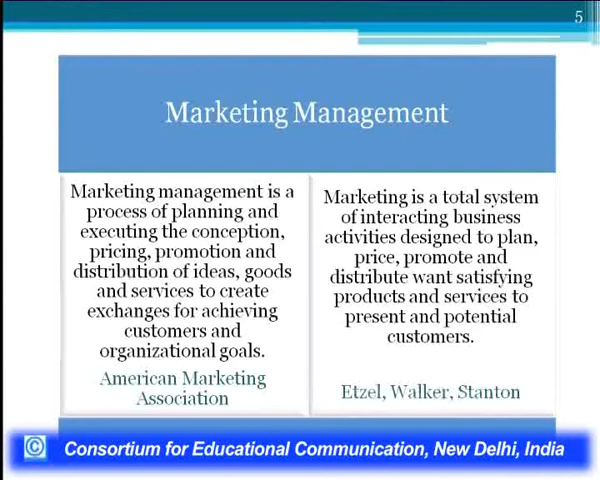 5
Marketing Management
Marketing management is a
process of planning and
executing the conception,
pricing, promotion and
distribution of ideas, goods
and services to create
exchanges for achieving
customers and
organizational goals.
American Marketing
Association
Marketing is a total system
of interacting business
activities designed to plan,
price, promote and
distribute want satisfying
products and services to
present and potential
customers.
Etzel, Walker, Stanton
© Consortium for Educational Communication, New Delhi, India